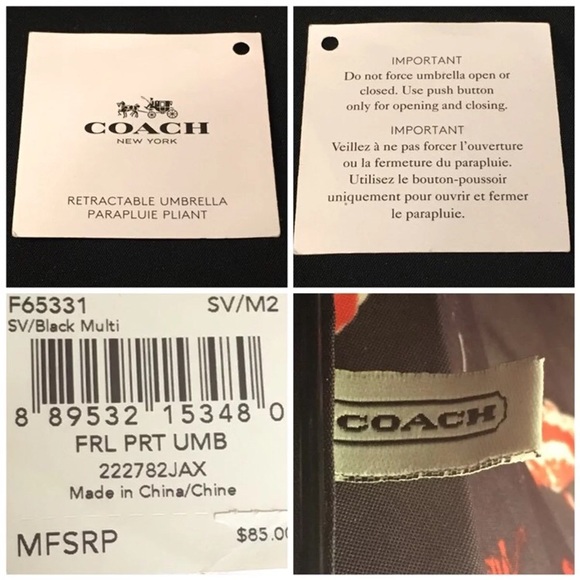 COACH
NEW YORK
RETRACTABLE UMBRELLA
PARAPLUIE PLIANT
IMPORTANT
Do not force umbrella open or
closed. Use push button
only for opening and closing.
IMPORTANT
Veillez à ne pas forcer l'ouverture
ou la fermeture du parapluie.
Utilisez le bouton-poussoir
uniquement pour ouvrir et fermer
le parapluie.
F65331 SV/M2
SV/Black Multi
8 89532 15348 0
FRL PRT UMB
222782JAX
Made in China/Chine
MFSRP $85.00
COACH